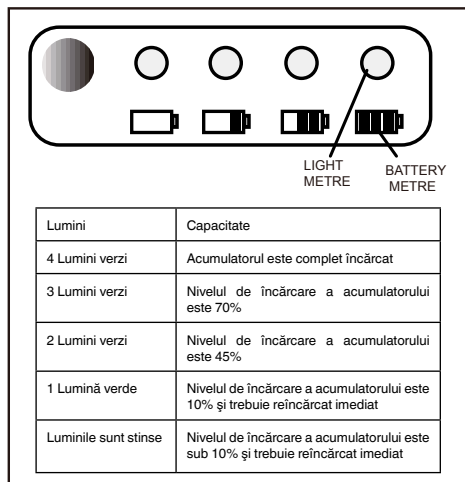 LIGHT
METRE
BATTERY
METRE
Lumini Capacitate
4 Lumini verzi Acumulatorul este complet încărcat
3 Lumini verzi Nivelul de încărcare a acumulatorului
este 70%
2 Lumini verzi Nivelul de încărcare a acumulatorului
este 45%
1 Lumină verde Nivelul de încărcare a acumulatorului este
10% şi trebuie reîncărcat imediat
Luminile sunt stinse Nivelul de încărcare a acumulatorului este
sub 10% şi trebuie reîncărcat imediat